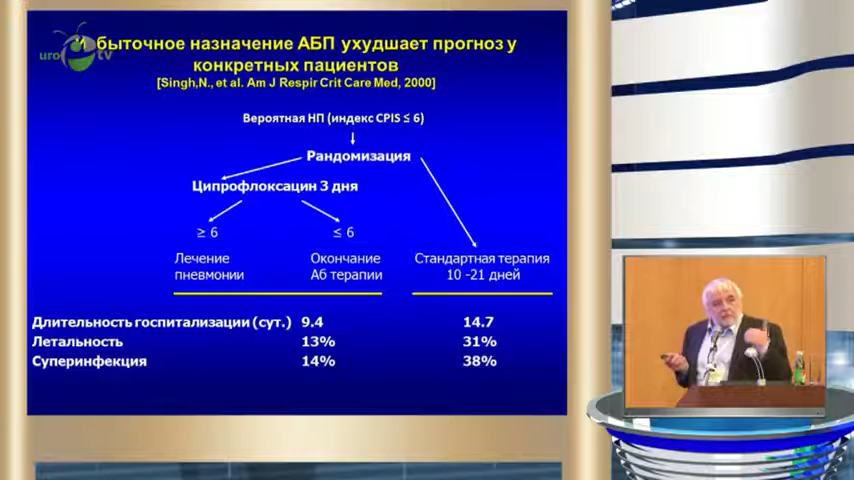 uro tv
быточное назначение АБП ухудшает прогноз у
конкретных пациентов
[Singh,N., et al. Am J Respir Crit Care Med, 2000]
Вероятная НП (индекс CPIS ≤ 6)
Рандомизация
Ципрофлоксацин 3 дня
≥ 6
≤ 6
Лечение
пневмонии
Окончание
Аб терапии
Стандартная терапия
10 -21 дней
Длительность госпитализации (сут.) 9.4 14.7
Летальность 13% 31%
Суперинфекция 14% 38%